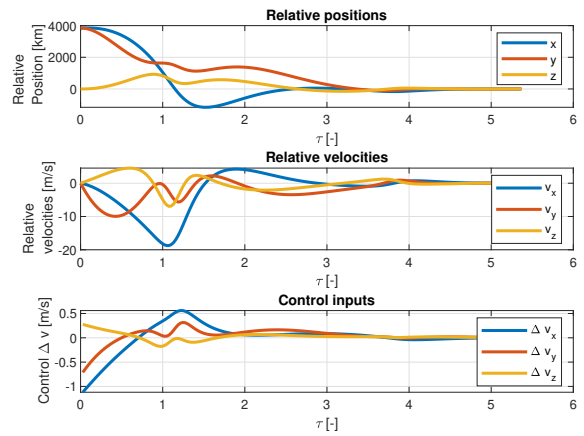 Relative positions
Relative
Position [km]
4000
2000
0
x
y
z
0 1 2 3 4 5 6
τ [-]
Relative velocities
Relative
velocities [m/s]
0
-10
-20
v_x
v_y
v_z
0 1 2 3 4 5 6
τ [-]
Control inputs
Control Δ v [m/s]
0.5
0
-0.5
-1
Δ v_x
Δ v_y
Δ v_z
0 1 2 3 4 5 6
τ [-]